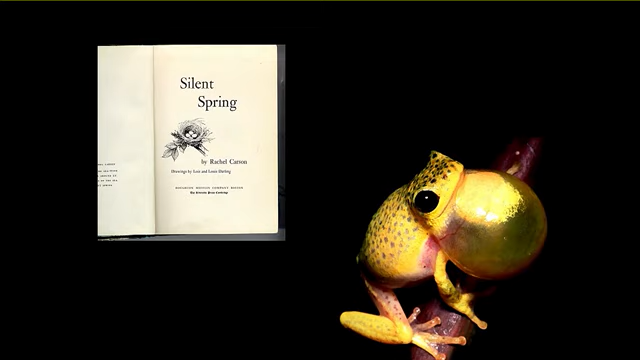 Silent
Spring
by Rachel Carson
Drawings by Lois and Louis Darling
HOUGHTON MIFFLIN COMPANY BOSTON
The Riverside Press Cambridge